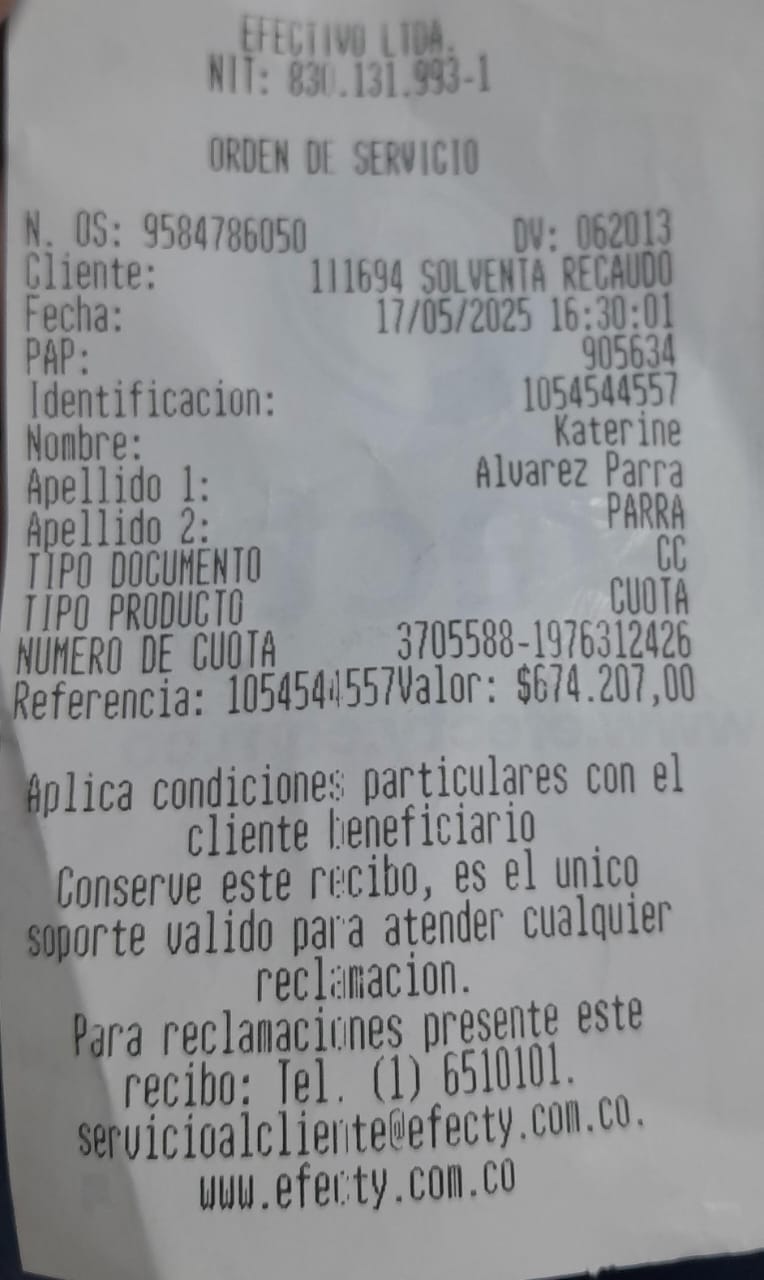 EFECTIVO LTDA.
NIT: 830.131.993-1
ORDEN DE SERVICIO
N. OS: 9584786050 DV: 062013
Cliente: 111694 SOLVENTA RECAUDO
Fecha: 17/05/2025 16:30:01
PAP: 905634
Identificacion: 1054544557
Nombre: Katerine
Apellido 1: Alvarez Parra
Apellido 2: PARRA
TIPO DOCUMENTO CC
TIPO PRODUCTO CUOTA
NUMERO DE CUOTA 3705588-1976312426
Referencia: 1054544557Valor: $674.207,00
Aplica condiciones particulares con el
cliente beneficiario
Conserve este recibo, es el unico
soporte valido para atender cualquier
reclamacion.
Para reclamaciones presente este
recibo: Tel. (1) 6510101.
servicioalcliente@efecty.com.co.
www.efecty.com.co